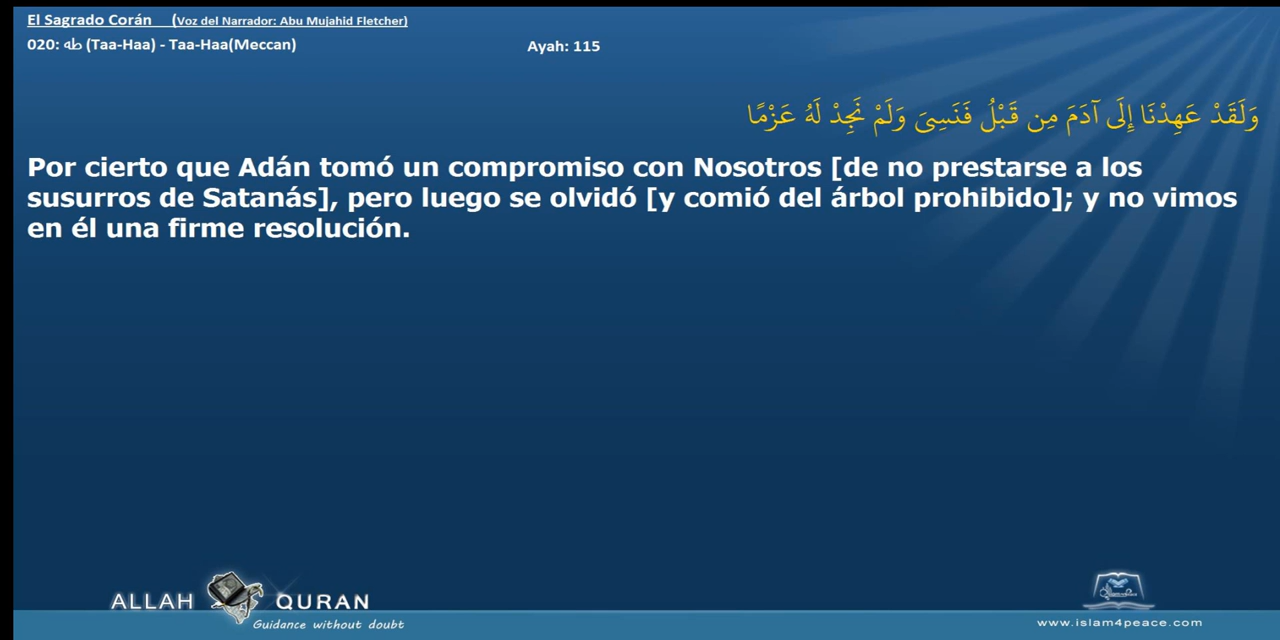 El Sagrado Corán (Voz del Narrador: Abu Mujahid Fletcher)
020: طه (Taa-Haa) - Taa-Haa(Meccan) Ayah: 115
وَلَقَدْ عَهِدْنَا إِلَى آدَمَ مِن قَبْلُ فَنَسِيَ وَلَمْ نَجِدْ لَهُ عَزْمًا
Por cierto que Adán tomó un compromiso con Nosotros [de no prestarse a los
susurros de Satanás], pero luego se olvidó [y comió del árbol prohibido]; y no vimos
en él una firme resolución.
ALLAH QURAN
Guidance without doubt
www.islam4peace.com